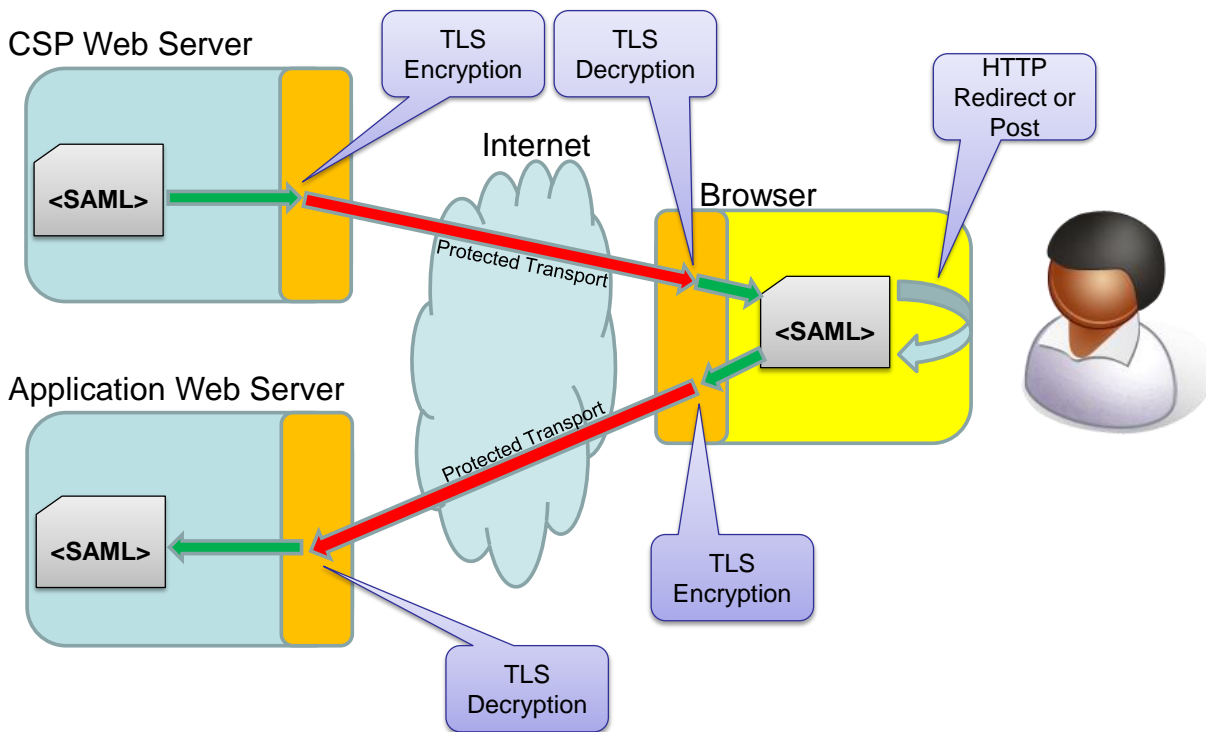 CSP Web Server
TLS
Encryption
TLS
Decryption
HTTP
Redirect or
Post
Internet
Browser
<SAML>
Protected Transport
<SAML>
Application Web Server
Protected Transport
<SAML>
TLS
Encryption
TLS
Decryption